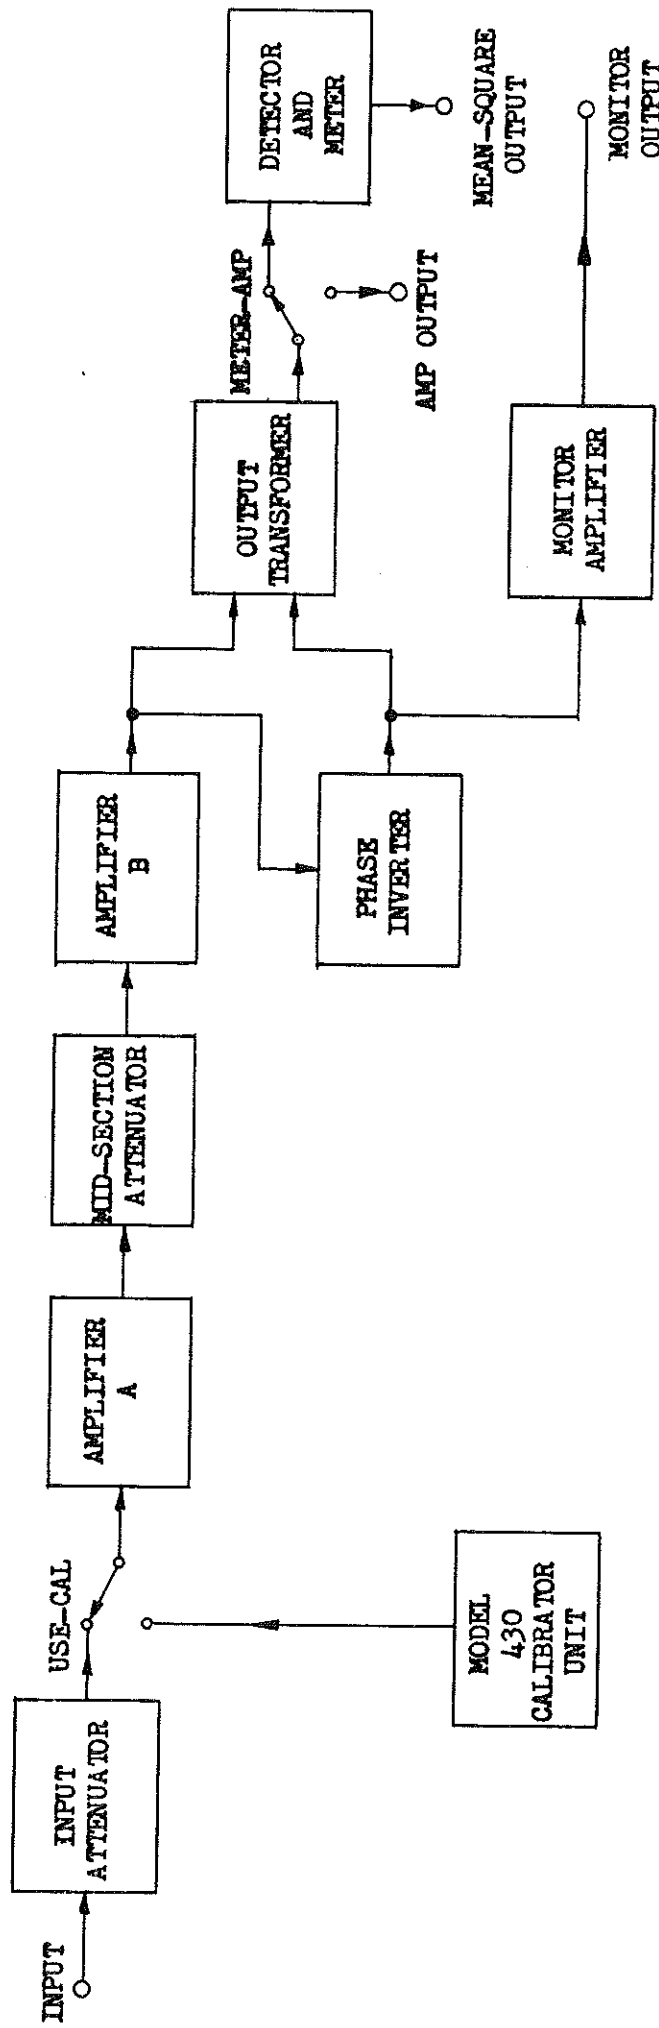 INPUT
INPUT
ATTENUATOR
USE-CAL
MODEL
430
CALIBRATOR
UNIT
AMPLIFIER
A
MID-SECTION
ATTENUATOR
AMPLIFIER
B
PHASE
INVERTER
OUTPUT
TRANSFORMER
METER-AMP
AMP OUTPUT
DETECTOR
AND
METER
MEAN-SQUARE
OUTPUT
MONITOR
AMPLIFIER
MONITOR
OUTPUT